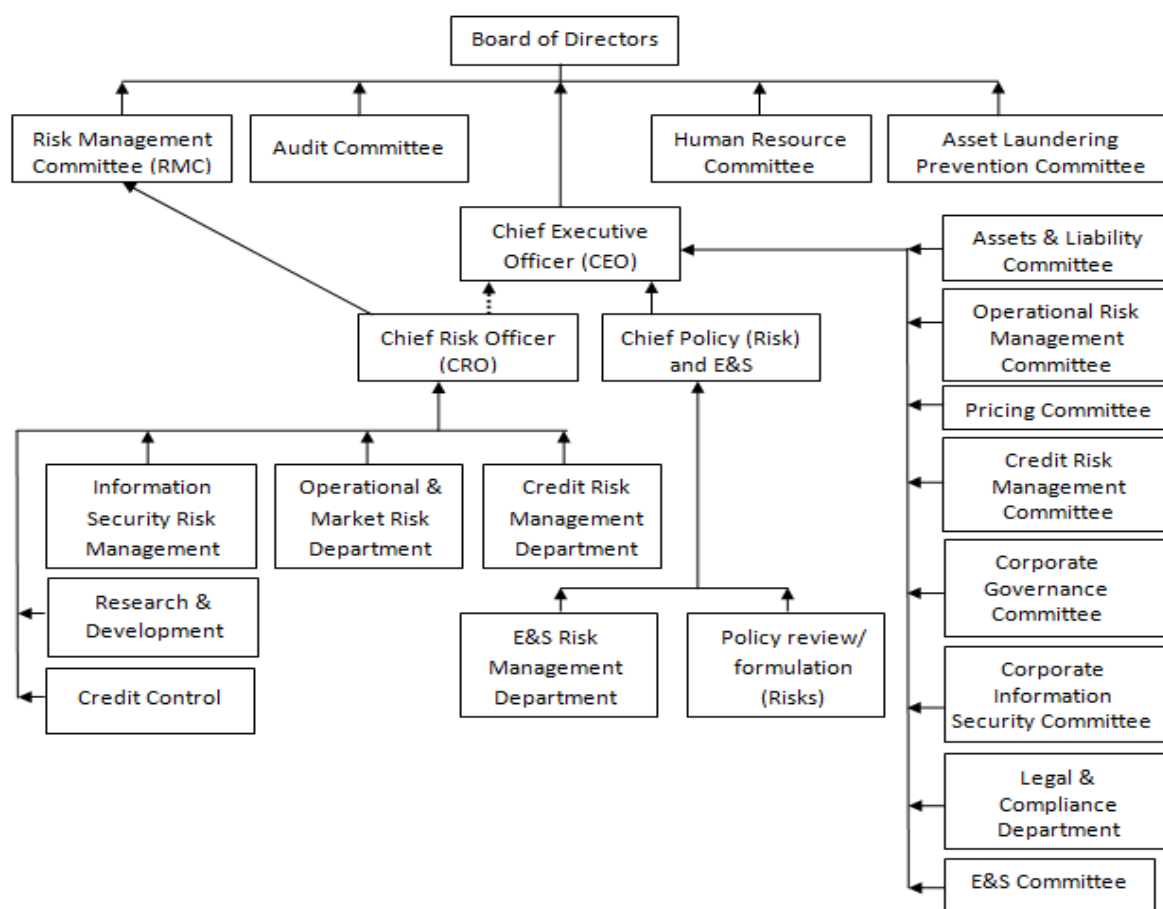 Board of Directors
Risk Management
Committee (RMC)
Audit Committee
Human Resource
Committee
Asset Laundering
Prevention Committee
Chief Executive
Officer (CEO)
Assets & Liability
Committee
Operational Risk
Management
Committee
Chief Risk Officer
(CRO)
Chief Policy (Risk)
and E&S
Pricing Committee
Information
Security Risk
Management
Operational &
Market Risk
Department
Credit Risk
Management
Department
Credit Risk
Management
Committee
Research &
Development
Corporate
Governance
Committee
E&S Risk
Management
Department
Policy review/
formulation
(Risks)
Credit Control
Corporate
Information
Security Committee
Legal &
Compliance
Department
E&S Committee